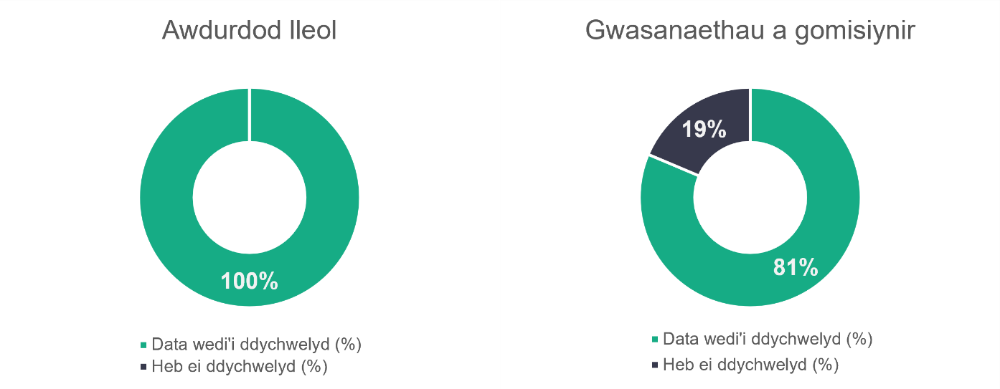 Awdurdod lleol
100%
Data wedi'i ddychwelyd (%)
Heb ei ddychwelyd (%)
Gwasanaethau a gomisiynir
19%
81%
Data wedi'i ddychwelyd (%)
Heb ei ddychwelyd (%)